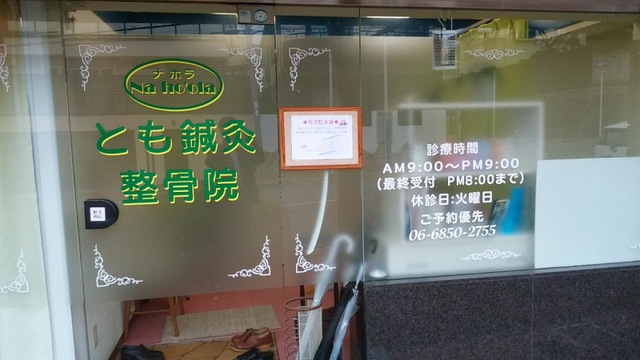 ナホラ
Na ho'ola
とも鍼灸
整骨院
診療時間
AM9:00～PM9:00
(最終受付 PM8:00まで)
休診日:火曜日
ご予約優先
06-6850-2755